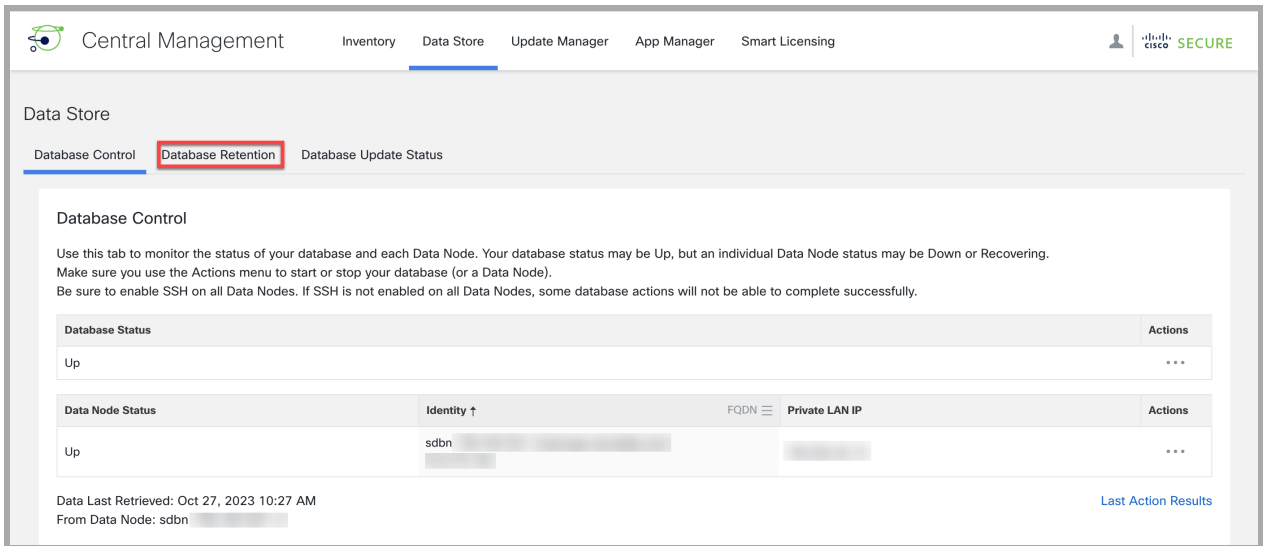 Central Management
Inventory
Data Store
Update Manager
App Manager
Smart Licensing
cisco SECURE
Data Store
Database Control
Database Retention
Database Update Status
Database Control
Use this tab to monitor the status of your database and each Data Node. Your database status may be Up, but an individual Data Node status may be Down or Recovering.
Make sure you use the Actions menu to start or stop your database (or a Data Node).
Be sure to enable SSH on all Data Nodes. If SSH is not enabled on all Data Nodes, some database actions will not be able to complete successfully.
Database Status
Actions
Up
Data Node Status
Identity ↑
FQDN
Private LAN IP
Actions
Up
sdbn
Data Last Retrieved: Oct 27, 2023 10:27 AM
Last Action Results
From Data Node: sdbn